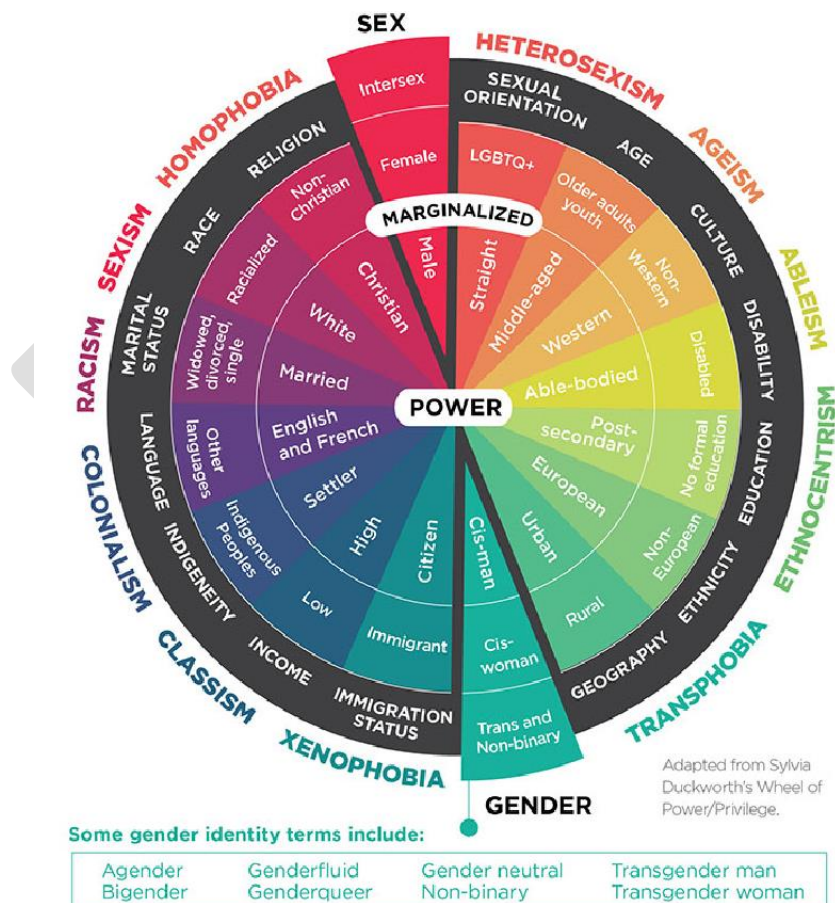 SEX
Intersex
Female
Male
HETEROSEXISM
AGEISM
ABLEISM
ETHNOCENTRISM
TRANSPHOBIA
XENOPHOBIA
CLASSISM
COLONIALISM
RACISM
SEXISM
HOMOPHOBIA
SEXUAL
ORIENTATION
LGBTQ+
Straight
AGE
Older adults
youth
Middle-aged
CULTURE
Non-
Western
Western
DISABILITY
Disabled
Able-bodied
EDUCATION
No formal
education
Post-
secondary
ETHNICITY
Non-
European
European
GEOGRAPHY
Rural
Urban
Cis-man
Cis-
woman
Trans and
Non-binary
GENDER
IMMIGRATION
STATUS
Immigrant
Citizen
INCOME
Low
High
INDIGENEITY
Indigenous
Peoples
Settler
LANGUAGE
Other
languages
English
and French
MARITAL
STATUS
Widowed,
divorced,
single
Married
RACE
Racialized
White
RELIGION
Non-
Christian
Christian
MARGINALIZED
POWER
Adapted from Sylvia
Duckworth's Wheel of
Power/Privilege.
Some gender identity terms include:
Agender Genderfluid Gender neutral Transgender man
Bigender Genderqueer Non-binary Transgender woman